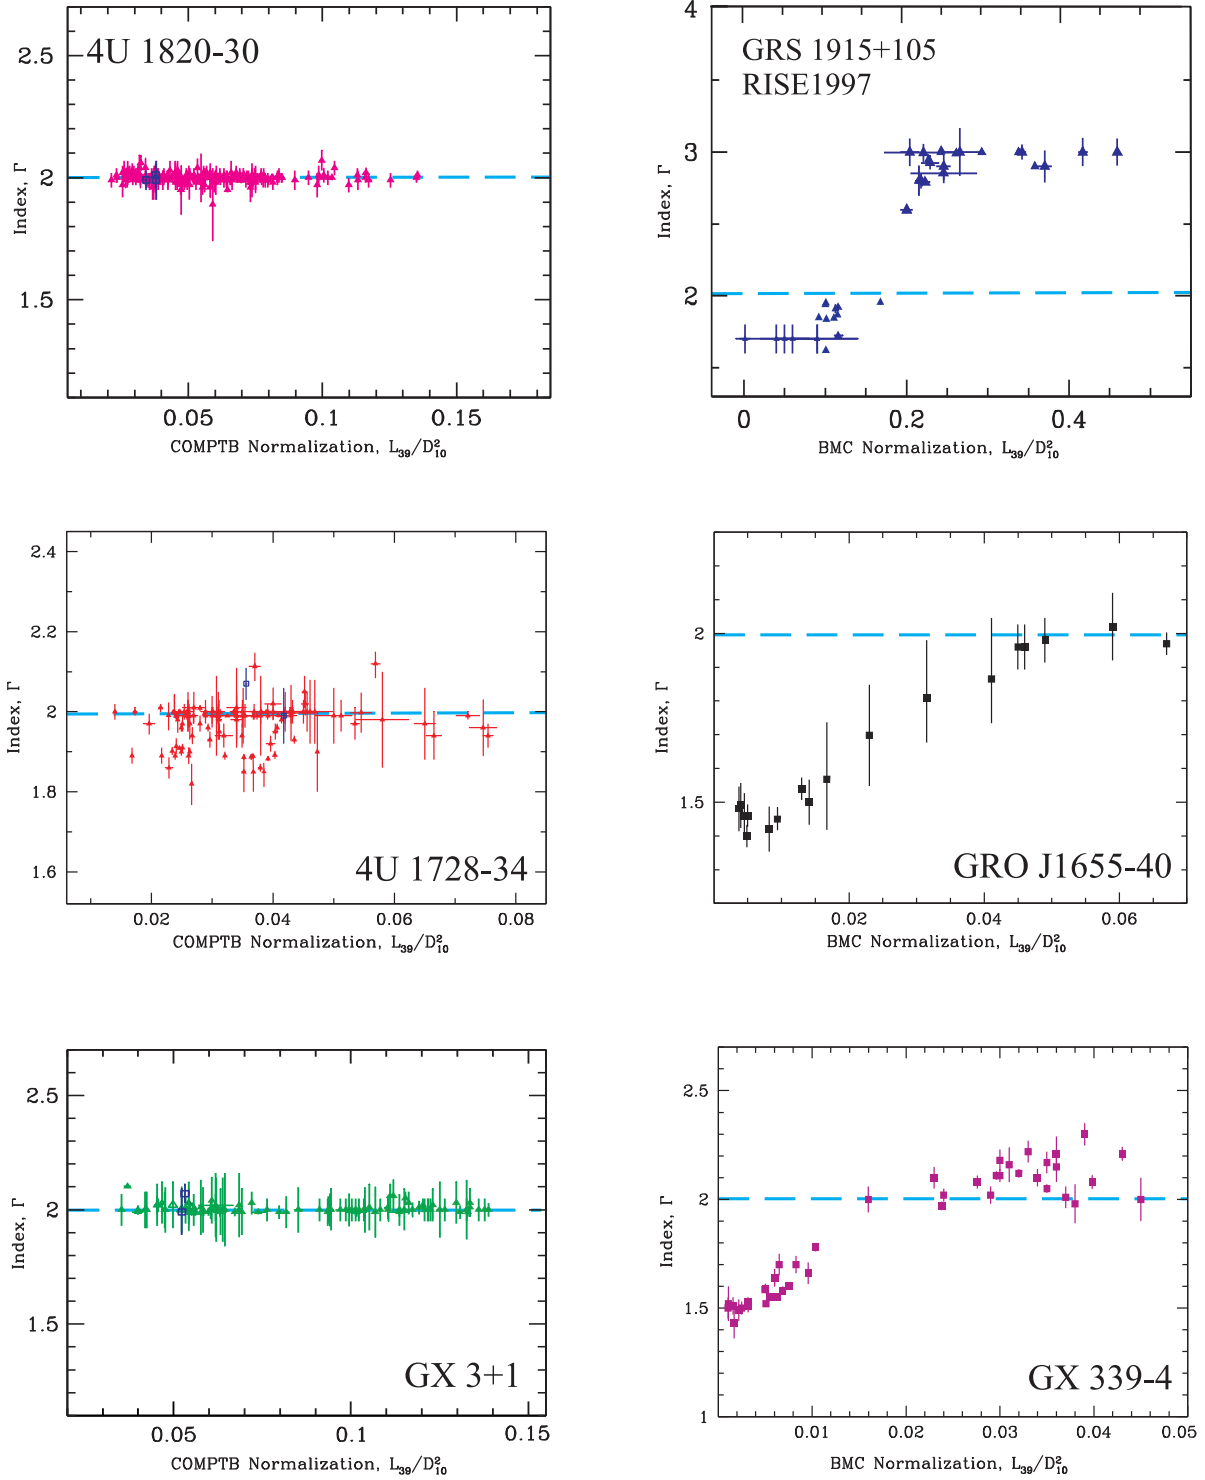 4U 1820-30
2.5
2
1.5
Index, Γ
0.05
0.1
0.15
COMPTB Normalization, L39/D²10
GRS 1915+105
RISE1997
4
3
2
Index, Γ
0
0.2
0.4
BMC Normalization, L39/D²10
2.4
2.2
2
1.8
1.6
Index, Γ
4U 1728-34
0.02
0.04
0.06
0.08
COMPTB Normalization, L39/D²10
2
1.5
Index, Γ
GRO J1655-40
0.02
0.04
0.06
BMC Normalization, L39/D²10
2.5
2
1.5
Index, Γ
GX 3+1
0.05
0.1
0.15
COMPTB Normalization, L39/D²10
2.5
2
1.5
1
Index, Γ
GX 339-4
0.01
0.02
0.03
0.04
0.05
BMC Normalization, L39/D²10